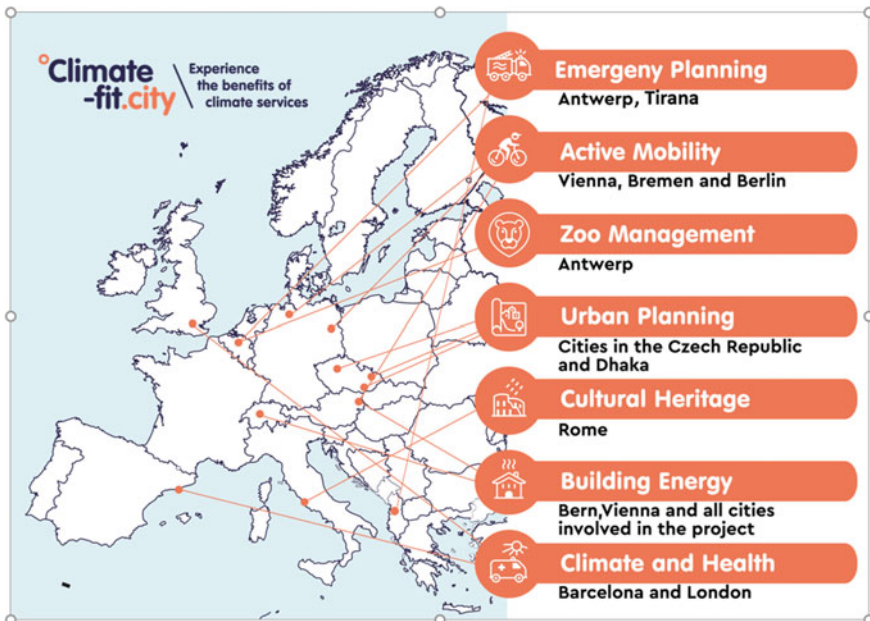 °Climate
-fit.city
Experience
the benefits of
climate services
Emergeny Planning
Antwerp, Tirana
Active Mobility
Vienna, Bremen and Berlin
Zoo Management
Antwerp
Urban Planning
Cities in the Czech Republic
and Dhaka
Cultural Heritage
Rome
Building Energy
Bern,Vienna and all cities
involved in the project
Climate and Health
Barcelona and London